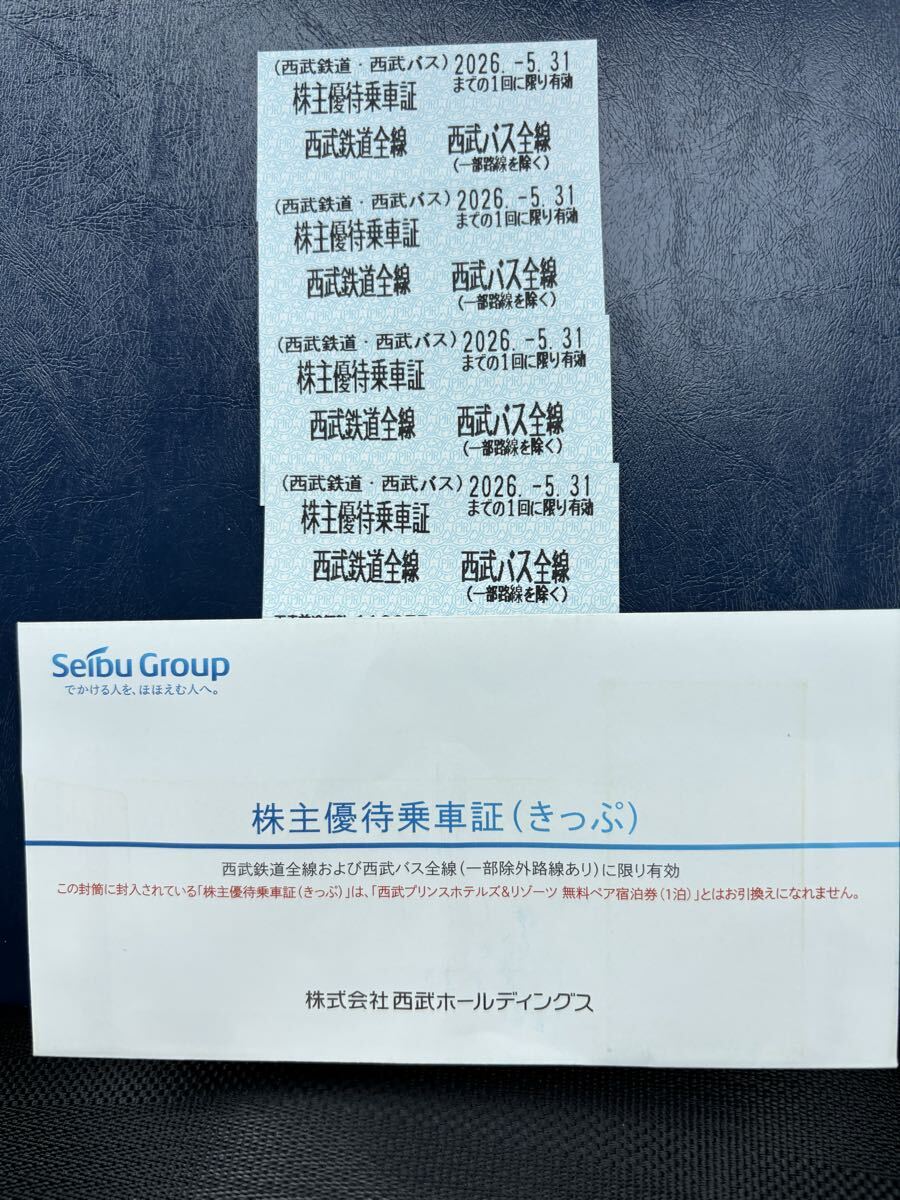 (西武鉄道・西武バス) 2026.-5.31
までの1回に限り有効
株主優待乗車証
西武鉄道全線 西武バス全線
(一部路線を除く)
(西武鉄道・西武バス) 2026.-5.31
までの1回に限り有効
株主優待乗車証
西武鉄道全線 西武バス全線
(一部路線を除く)
(西武鉄道・西武バス) 2026.-5.31
までの1回に限り有効
株主優待乗車証
西武鉄道全線 西武バス全線
(一部路線を除く)
(西武鉄道・西武バス) 2026.-5.31
までの1回に限り有効
株主優待乗車証
西武鉄道全線 西武バス全線
(一部路線を除く)
Seibu Group
でかける人を、ほほえむ人へ。
株主優待乗車証(きっぷ)
西武鉄道全線および西武バス全線(一部除外路線あり)に限り有効
この封筒に封入されている「株主優待乗車証(きっぷ)」は、「西武プリンスホテルズ&リゾーツ 無料ペア宿泊券(1泊)」とはお引換えになれません。
株式会社西武ホールディングス